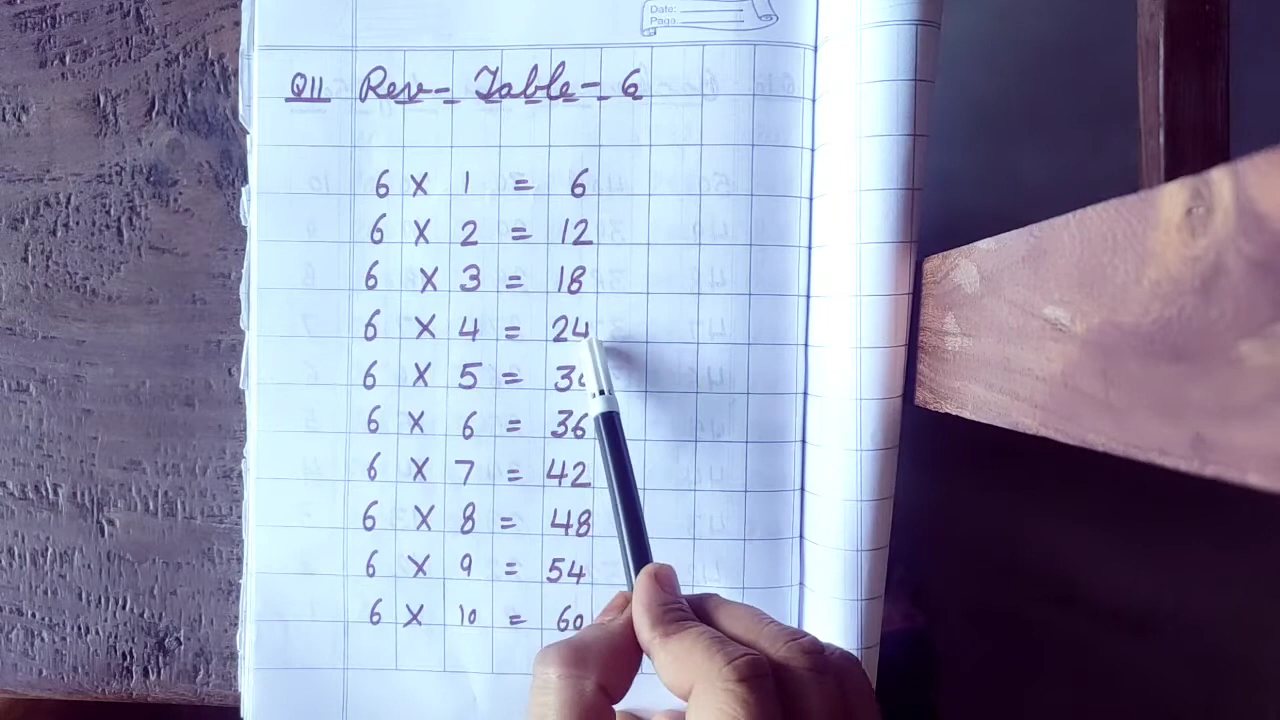 Date:
Page
Q11 Rev- Table- 6
6 X 1 = 6
6 X 2 = 12
6 X 3 = 18
6 X 4 = 24
6 X 5 = 
6 X 6 = 36
6 X 7 = 42
6 X 8 = 48
6 X 9 = 54
6 X 10 = 60